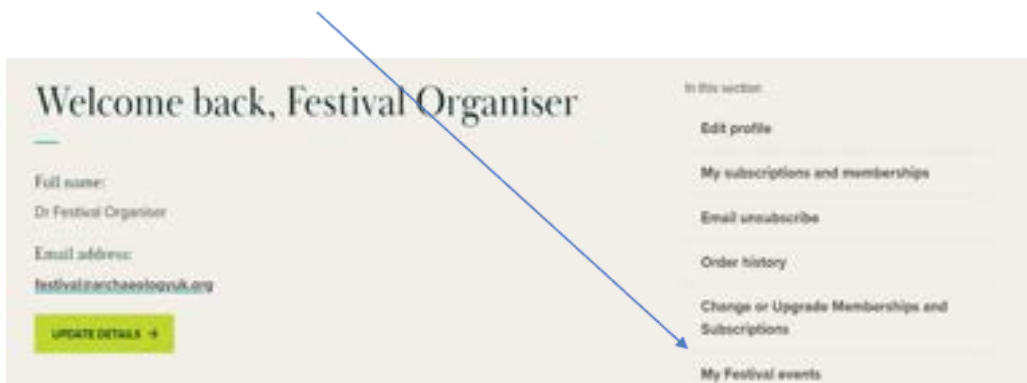 Welcome back, Festival Organiser
Full name:
Dr Festival Organiser
Email address:
festival@archaeologyuk.org
UPDATE DETAILS →
In this section
Edit profile
My subscriptions and memberships
Email unsubscribe
Order history
Change or Upgrade Memberships and
Subscriptions
My Festival events